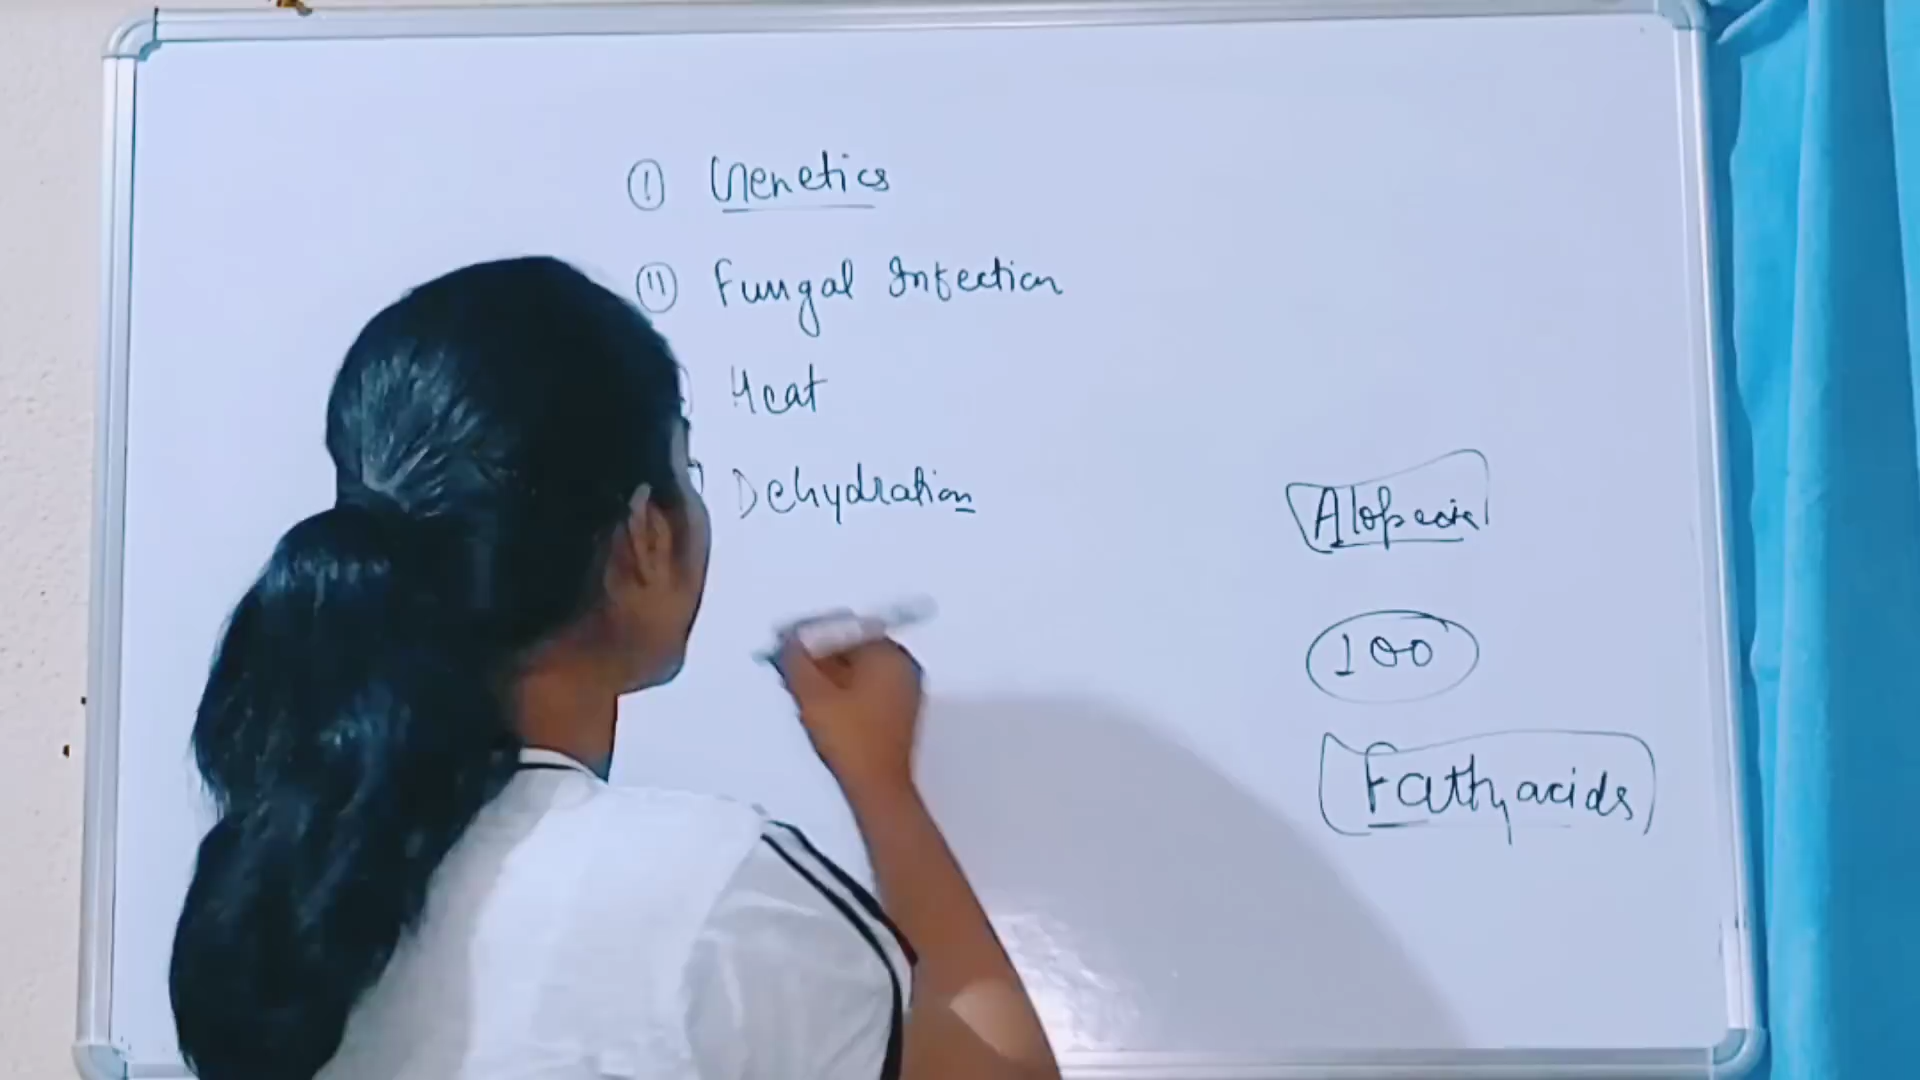 (I) Genetics
(II) Fungal Infection
Heat
Dehydration
Alopecia
100
Fatty acids